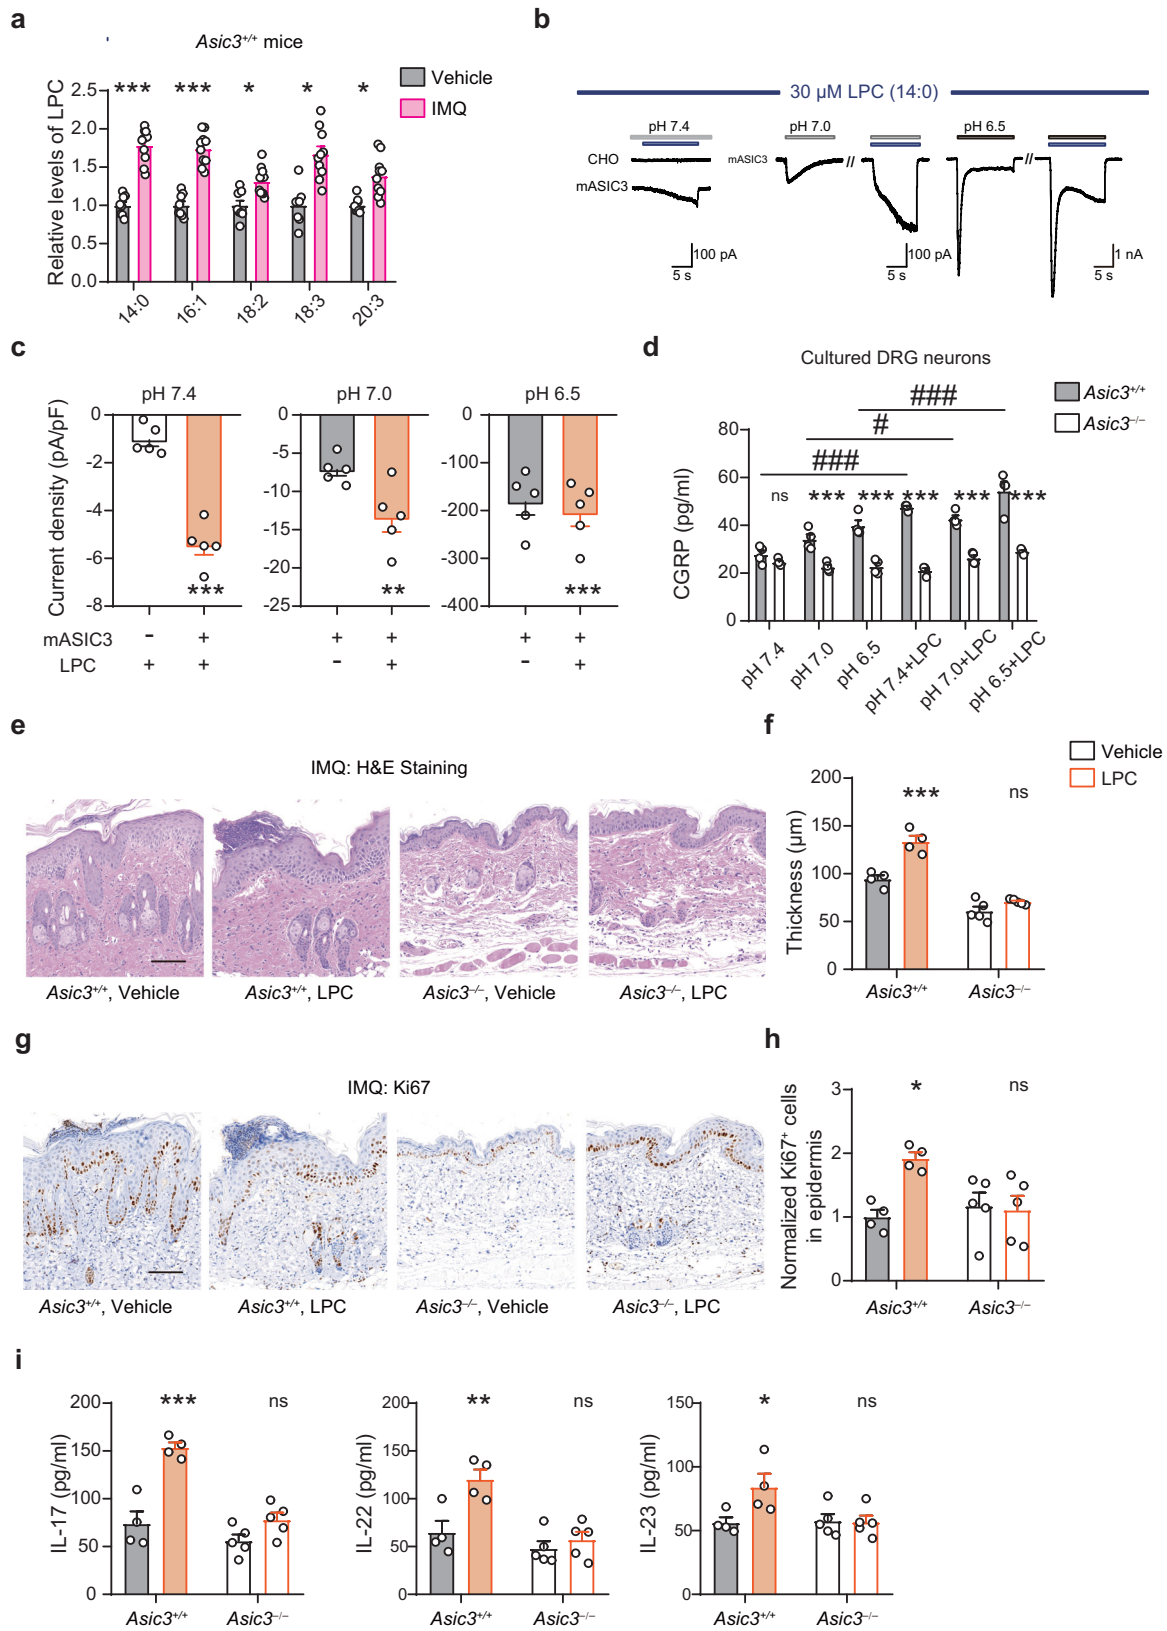 a
Asic3+/+ mice
Relative levels of LPC
2.5
2.0
1.5
1.0
0.5
0.0
*** *** * * *
14:0 16:1 18:2 18:3 20:3
Vehicle
IMQ
b
30 µM LPC (14:0)
pH 7.4 pH 7.0 pH 6.5
CHO
mASIC3
mASIC3
// //
100 pA
5 s
100 pA
5 s
1 nA
5 s
c
pH 7.4 pH 7.0 pH 6.5
Current density (pA/pF)
0
-2
-4
-6
-8
***
0
-5
-10
-15
-20
-25
**
0
-100
-200
-300
-400
***
mASIC3 - + + + + +
LPC + + - + - +
d
Cultured DRG neurons
Asic3+/+
Asic3−/−
CGRP (pg/ml)
80
60
40
20
0
###
#
###
ns *** *** *** *** ***
pH 7.4 pH 7.0 pH 6.5 pH 7.4+LPC pH 7.0+LPC pH 6.5+LPC
e
IMQ: H&E Staining
Asic3+/+, Vehicle Asic3+/+, LPC Asic3−/−, Vehicle Asic3−/−, LPC
f
Vehicle
LPC
Thickness (µm)
200
150
100
50
0
*** ns
Asic3+/+ Asic3−/−
g
IMQ: Ki67
Asic3+/+, Vehicle Asic3+/+, LPC Asic3−/−, Vehicle Asic3−/−, LPC
h
Normalized Ki67+ cells
in epidermis
3
2
1
0
* ns
Asic3+/+ Asic3−/−
i
IL-17 (pg/ml)
200
150
100
50
0
*** ns
Asic3+/+ Asic3−/−
IL-22 (pg/ml)
200
150
100
50
0
** ns
Asic3+/+ Asic3−/−
IL-23 (pg/ml)
150
100
50
0
* ns
Asic3+/+ Asic3−/−